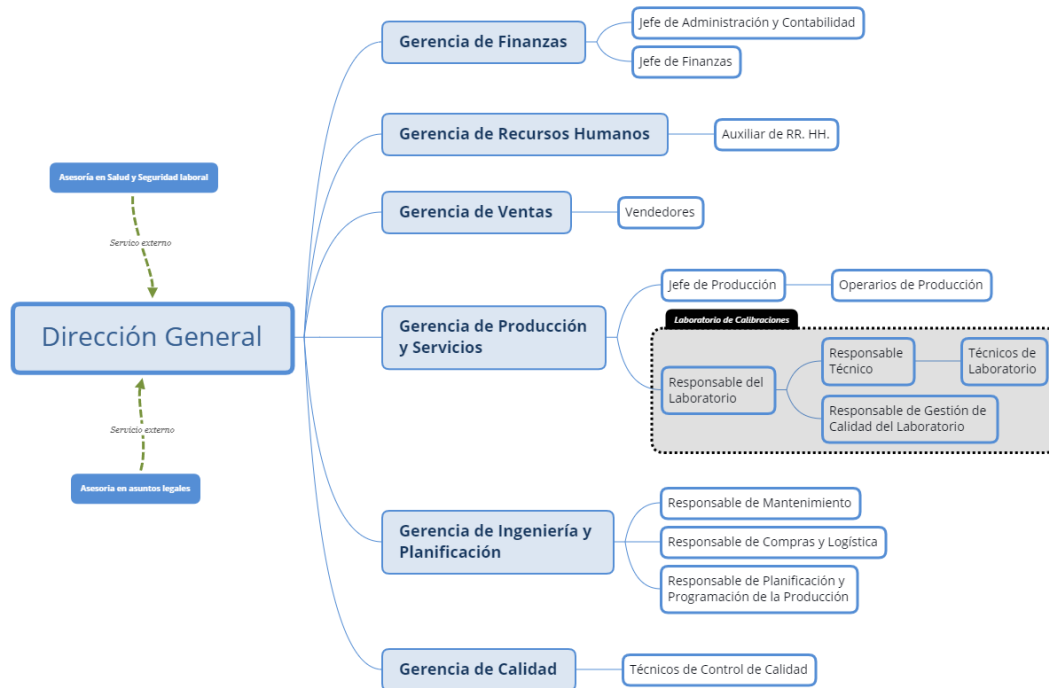 Gerencia de Finanzas
Jefe de Administración y Contabilidad
Jefe de Finanzas
Gerencia de Recursos Humanos
Auxiliar de RR. HH.
Asesoría en Salud y Seguridad laboral
Gerencia de Ventas
Vendedores
Servico externo
Dirección General
Gerencia de Producción
y Servicios
Jefe de Producción
Operarios de Producción
Laboratorio de Calibraciones
Responsable del
Laboratorio
Responsable
Técnico
Técnicos de
Laboratorio
Responsable de Gestión de
Calidad del Laboratorio
Servicio externo
Asesoría en asuntos legales
Gerencia de Ingeniería y
Planificación
Responsable de Mantenimiento
Responsable de Compras y Logística
Responsable de Planificación y
Programación de la Producción
Gerencia de Calidad
Técnicos de Control de Calidad